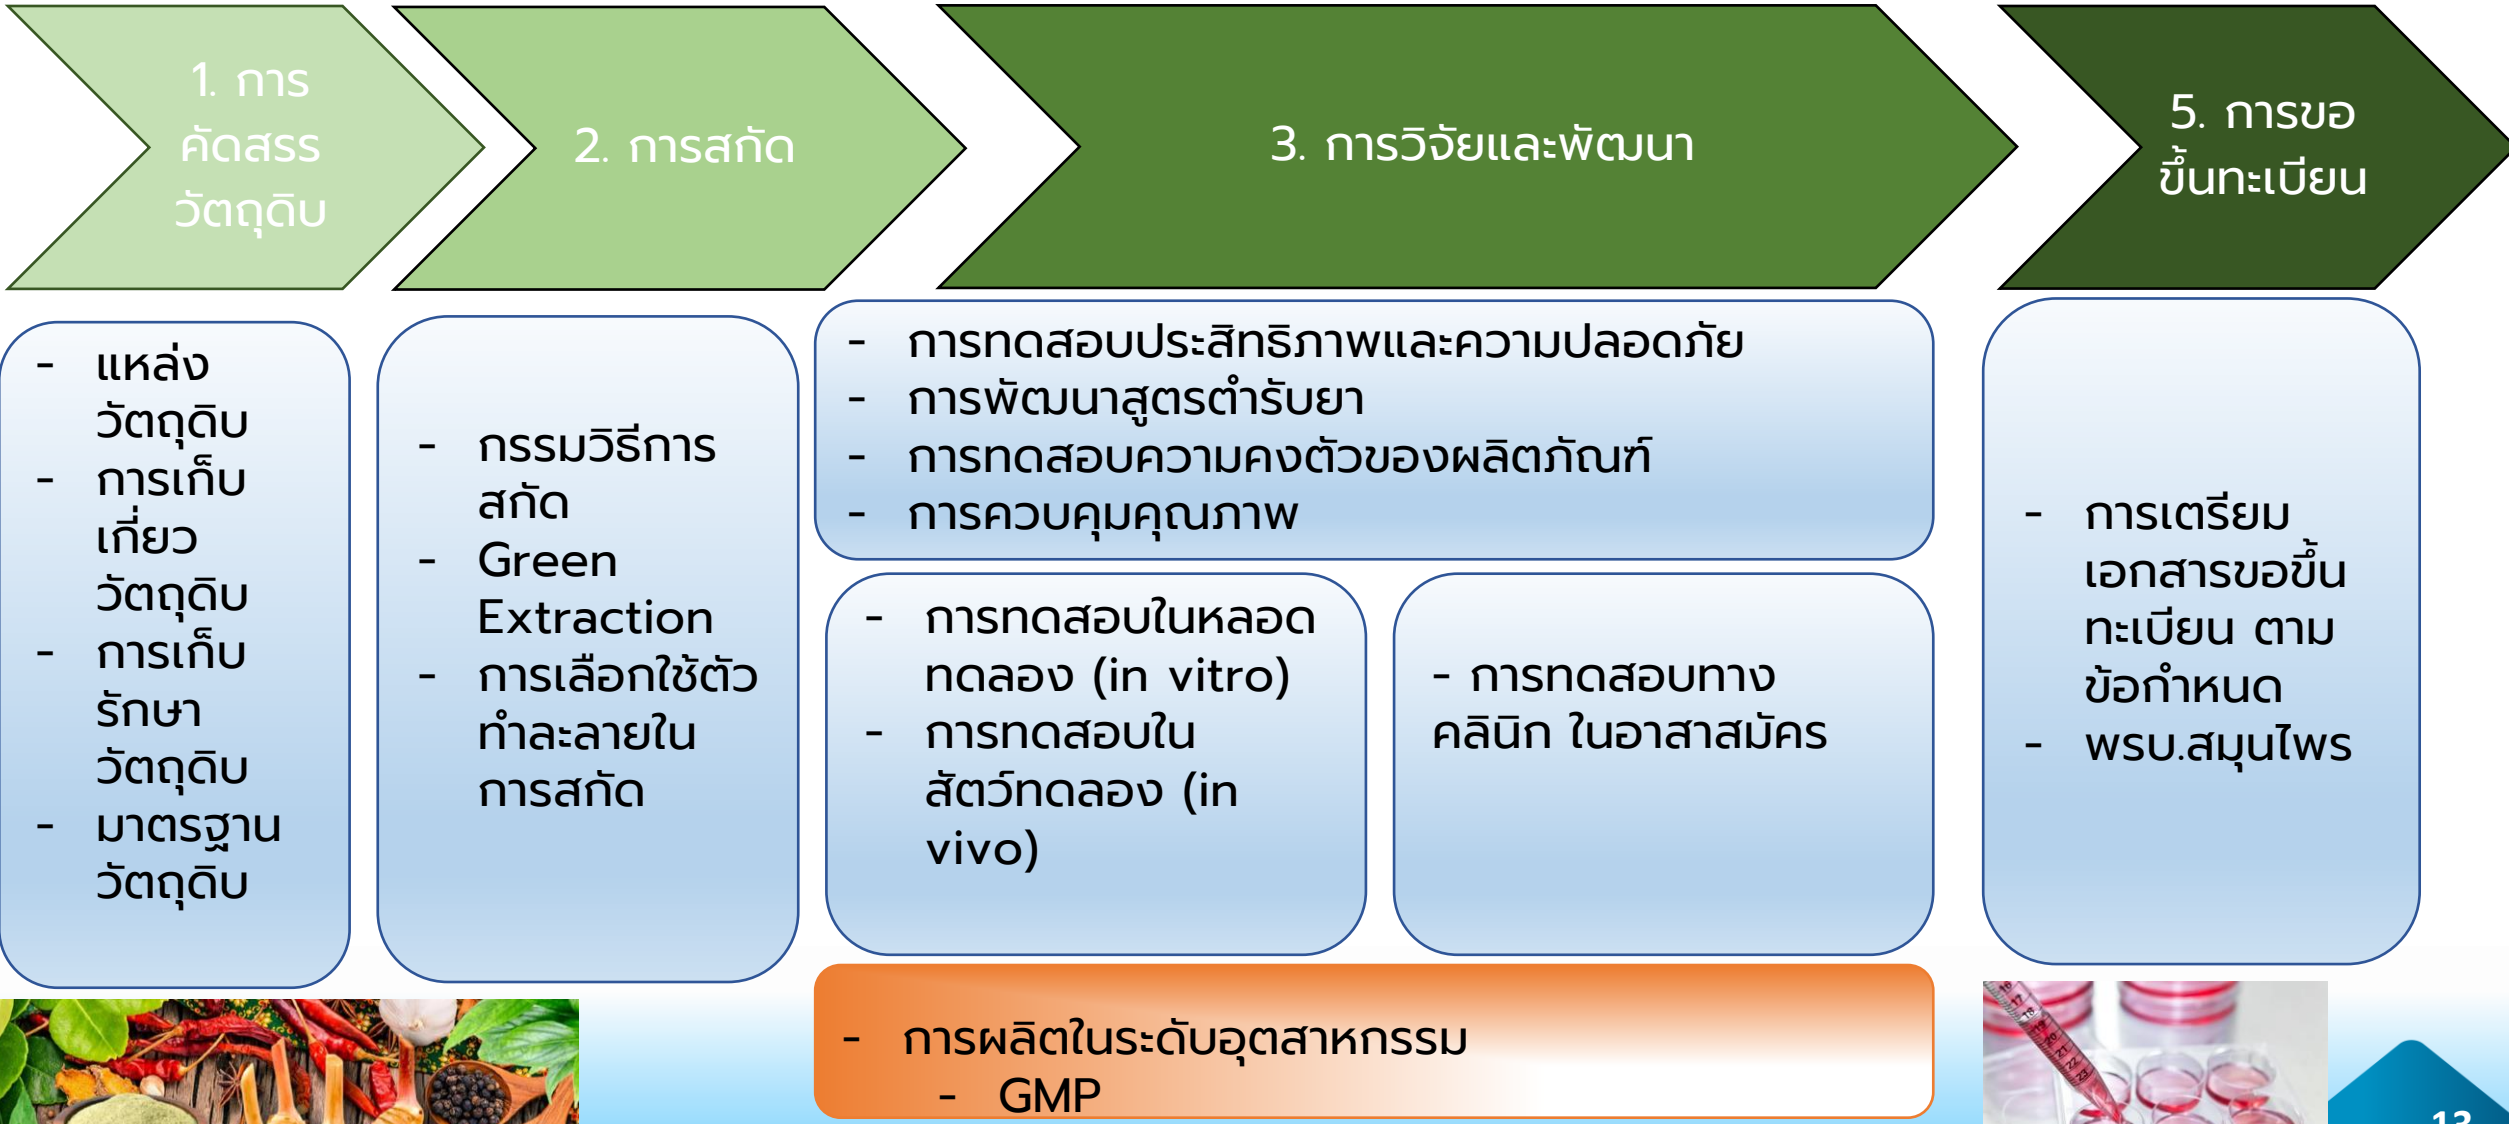 1. การ
คัดสรร
วัตถุดิบ
2. การสกัด
3. การวิจัยและพัฒนา
5. การขอ
ขึ้นทะเบียน
- แหล่ง
วัตถุดิบ
- การเก็บ
เกี่ยว
วัตถุดิบ
- การเก็บ
รักษา
วัตถุดิบ
- มาตรฐาน
วัตถุดิบ
- กรรมวิธีการ
สกัด
- Green
Extraction
- การเลือกใช้ตัว
ทำละลายใน
การสกัด
- การทดสอบประสิทธิภาพและความปลอดภัย
- การพัฒนาสูตรตำรับยา
- การทดสอบความคงตัวของผลิตภัณฑ์
- การควบคุมคุณภาพ
- การทดสอบในหลอด
ทดลอง (in vitro)
- การทดสอบใน
สัตว์ทดลอง (in
vivo)
- การทดสอบทาง
คลินิก ในอาสาสมัคร
- การผลิตในระดับอุตสาหกรรม
- GMP
- การเตรียม
เอกสารขอขึ้น
ทะเบียน ตาม
ข้อกำหนด
- พรบ.สมุนไพร
13